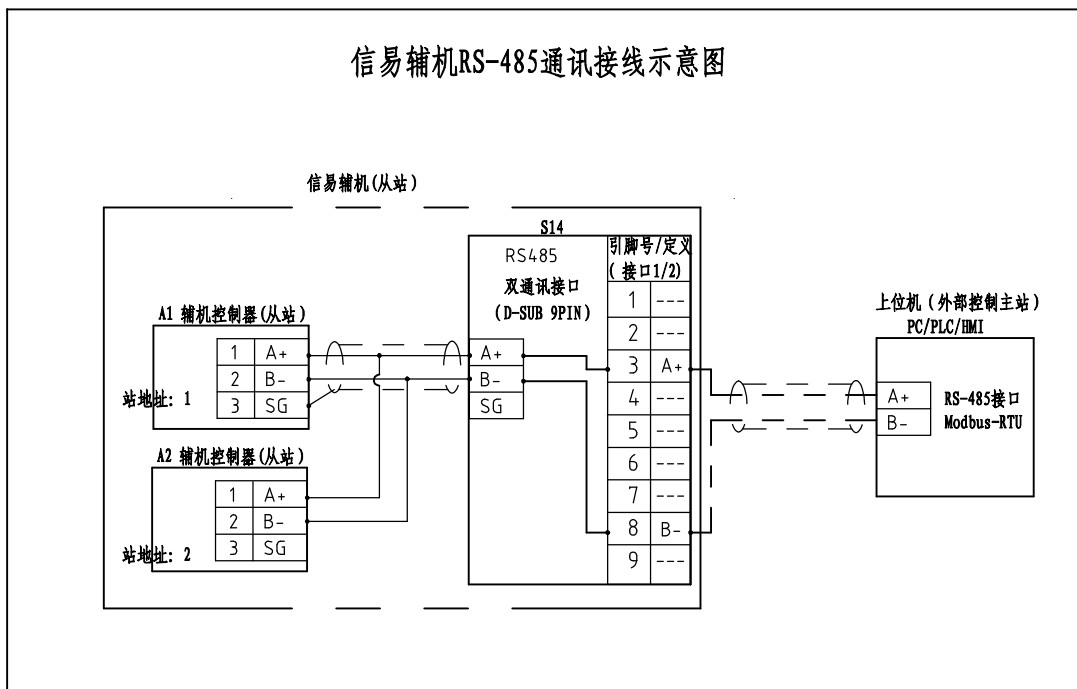 信易辅机RS-485通讯接线示意图
信易辅机(从站)
S14
RS485
双通讯接口
(D-SUB 9PIN)
引脚号/定义
(接口1/2)
1 ---
2 ---
3 A+
4 ---
5 ---
6 ---
7 ---
8 B-
9 ---
A+
B-
SG
A1 辅机控制器(从站)
1 A+
2 B-
3 SG
站地址: 1
A2 辅机控制器(从站)
1 A+
2 B-
3 SG
站地址: 2
上位机(外部控制主站)
PC/PLC/HMI
A+
B-
RS-485接口
Modbus-RTU